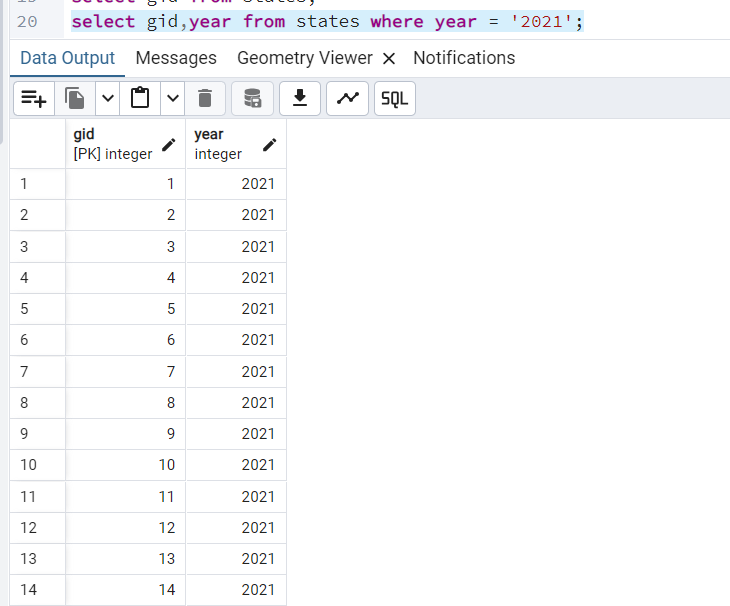 20 select gid,year from states where year = '2021';
Data Output Messages Geometry Viewer Notifications
SQL
gid year
[PK] integer integer
1 1 2021
2 2 2021
3 3 2021
4 4 2021
5 5 2021
6 6 2021
7 7 2021
8 8 2021
9 9 2021
10 10 2021
11 11 2021
12 12 2021
13 13 2021
14 14 2021